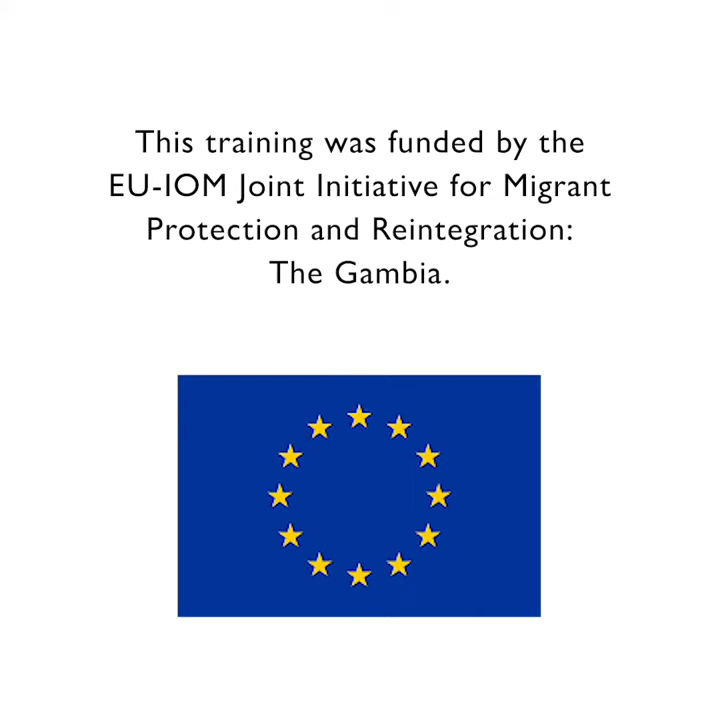 This training was funded by the
EU-IOM Joint Initiative for Migrant
Protection and Reintegration:
The Gambia.